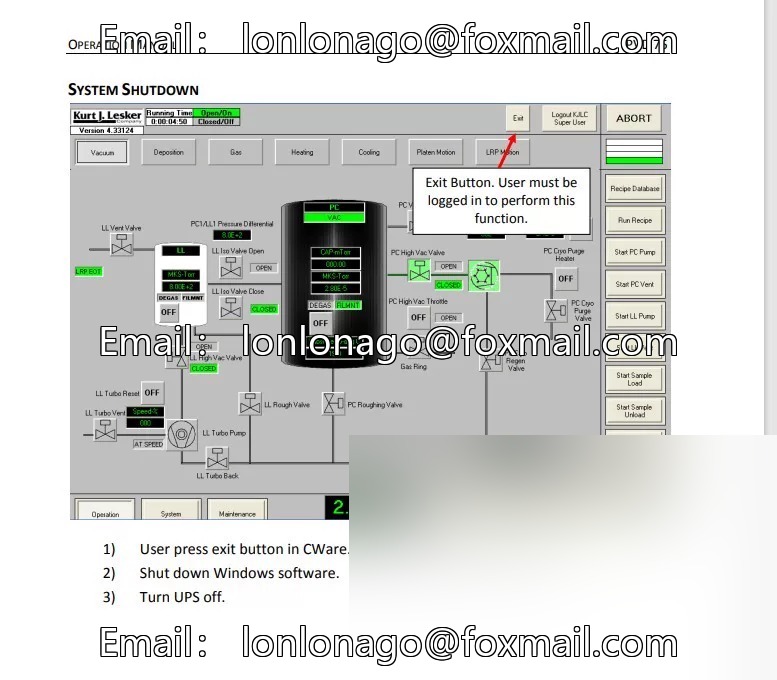 Email： lonlonago@foxmail.com
SYSTEM SHUTDOWN
Kurt J. Lesker Company
Version 4.33124
Running Time
0:00:04:50
Open/On
Closed/Off
Exit
Logout KJLC Super User
ABORT
Vacuum
Deposition
Gas
Heating
Cooling
Platen Motion
LRP Motion
Exit Button. User must be
logged in to perform this
function.
Recipe Database
Run Recipe
Start PC Pump
Start PC Vent
Start LL Pump
Start Sample Load
Start Sample Unload
LL Vent Valve
LRP BOT
PC1/LL1 Pressure Differential
8.0E+2
LL Iso Valve Open
OPEN
LL Iso Valve Close
CLOSED
LL
MKS-Torr
8.00E+2
DEGAS
FILMNT
OFF
PC
VAC
CAP-mTorr
000.00
MKS-Torr
2.80E-5
DEGAS
FILMNT
OFF
PC High Vac Valve
OPEN
CLOSED
PC High Vac Throttle
OFF
OPEN
PC Cryo Purge Heater
OFF
PC Cryo Purge Valve
Email： lonlonago@foxmail.com
OPEN
LL High Vac Valve
CLOSED
Gas Ring
Regen Valve
LL Turbo Reset
OFF
LL Turbo Vent
Speed-%
000
AT SPEED
LL Turbo Pump
LL Rough Valve
PC Roughing Valve
LL Turbo Back
Operation
System
Maintenance
2.
1) User press exit button in CWare.
2) Shut down Windows software.
3) Turn UPS off.
Email： lonlonago@foxmail.com